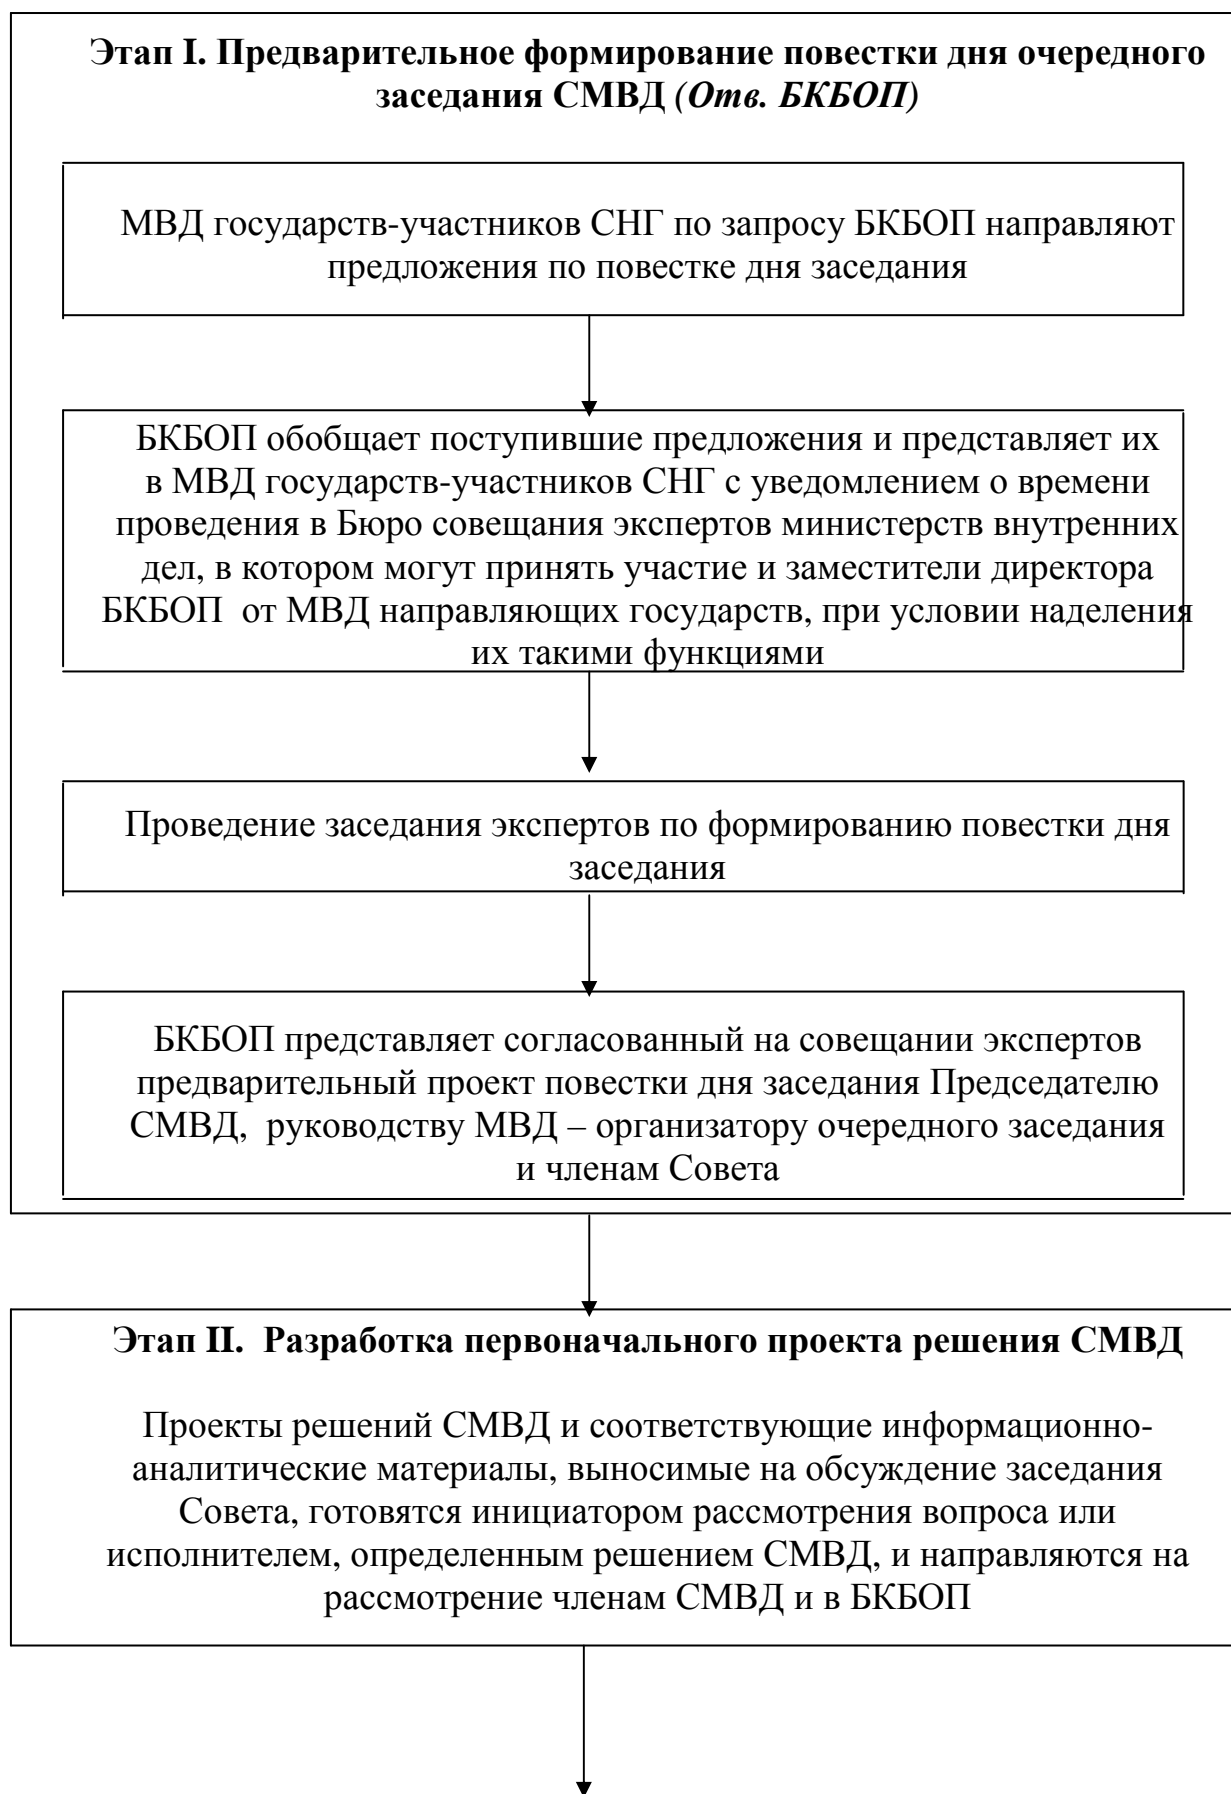 Этап I. Предварительное формирование повестки дня очередного
заседания СМВД (Отв. БКБОП)
МВД государств-участников СНГ по запросу БКБОП направляют
предложения по повестке дня заседания
БКБОП обобщает поступившие предложения и представляет их
в МВД государств-участников СНГ с уведомлением о времени
проведения в Бюро совещания экспертов министерств внутренних
дел, в котором могут принять участие и заместители директора
БКБОП от МВД направляющих государств, при условии наделения
их такими функциями
Проведение заседания экспертов по формированию повестки дня
заседания
БКБОП представляет согласованный на совещании экспертов
предварительный проект повестки дня заседания Председателю
СМВД, руководству МВД – организатору очередного заседания
и членам Совета
Этап II. Разработка первоначального проекта решения СМВД
Проекты решений СМВД и соответствующие информационно-
аналитические материалы, выносимые на обсуждение заседания
Совета, готовятся инициатором рассмотрения вопроса или
исполнителем, определенным решением СМВД, и направляются на
рассмотрение членам СМВД и в БКБОП